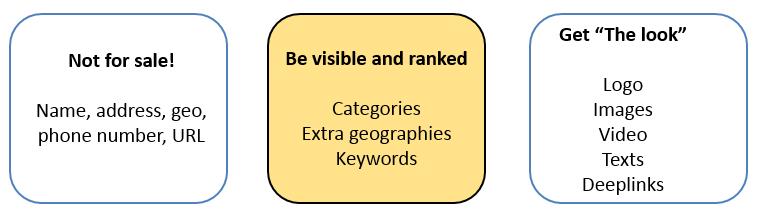 Not for sale!
Name, address, geo,
phone number, URL
Be visible and ranked
Categories
Extra geographies
Keywords
Get “The look”
Logo
Images
Video
Texts
Deeplinks